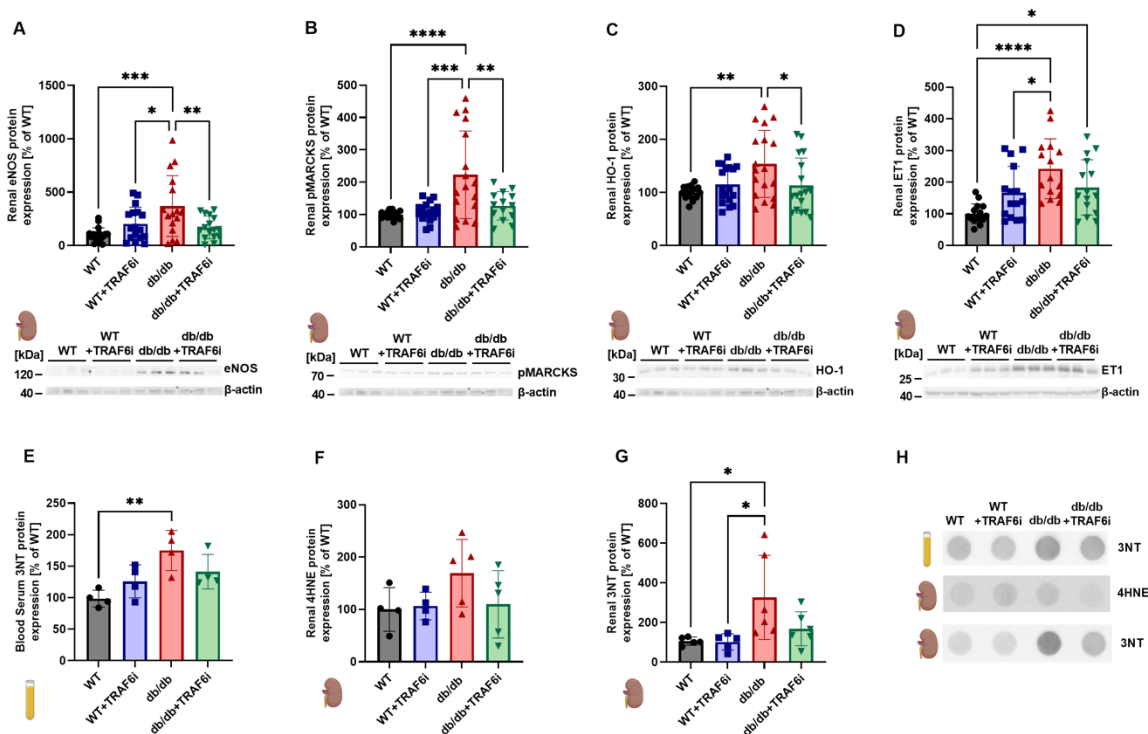 A
Renal eNOS protein
expression [% of WT]
1500
1000
500
0
***
*
**
WT
WT+TRAF6i
db/db
db/db+TRAF6i
[kDa]
WT
WT
+TRAF6i
db/db
db/db
+TRAF6i
120
eNOS
40
β-actin
B
Renal pMARCKS protein
expression [% of WT]
500
400
300
200
100
0
****
***
**
WT
WT+TRAF6i
db/db
db/db+TRAF6i
[kDa]
WT
WT
+TRAF6i
db/db
db/db
+TRAF6i
70
pMARCKS
40
β-actin
C
Renal HO-1 protein
expression [% of WT]
300
200
100
0
**
*
WT
WT+TRAF6i
db/db
db/db+TRAF6i
[kDa]
WT
WT
+TRAF6i
db/db
db/db
+TRAF6i
30
HO-1
40
β-actin
D
Renal ET1 protein
expression [% of WT]
500
400
300
200
100
0
*
****
*
WT
WT+TRAF6i
db/db
db/db+TRAF6i
[kDa]
WT
WT
+TRAF6i
db/db
db/db
+TRAF6i
25
ET1
40
β-actin
E
Blood Serum 3NT protein
expression [% of WT]
250
200
150
100
50
0
**
WT
WT+TRAF6i
db/db
db/db+TRAF6i
F
Renal 4HNE protein
expression [% of WT]
300
200
100
0
WT
WT+TRAF6i
db/db
db/db+TRAF6i
G
Renal 3NT protein
expression [% of WT]
800
600
400
200
0
*
*
WT
WT+TRAF6i
db/db
db/db+TRAF6i
H
WT
WT
+TRAF6i
db/db
db/db
+TRAF6i
3NT
4HNE
3NT